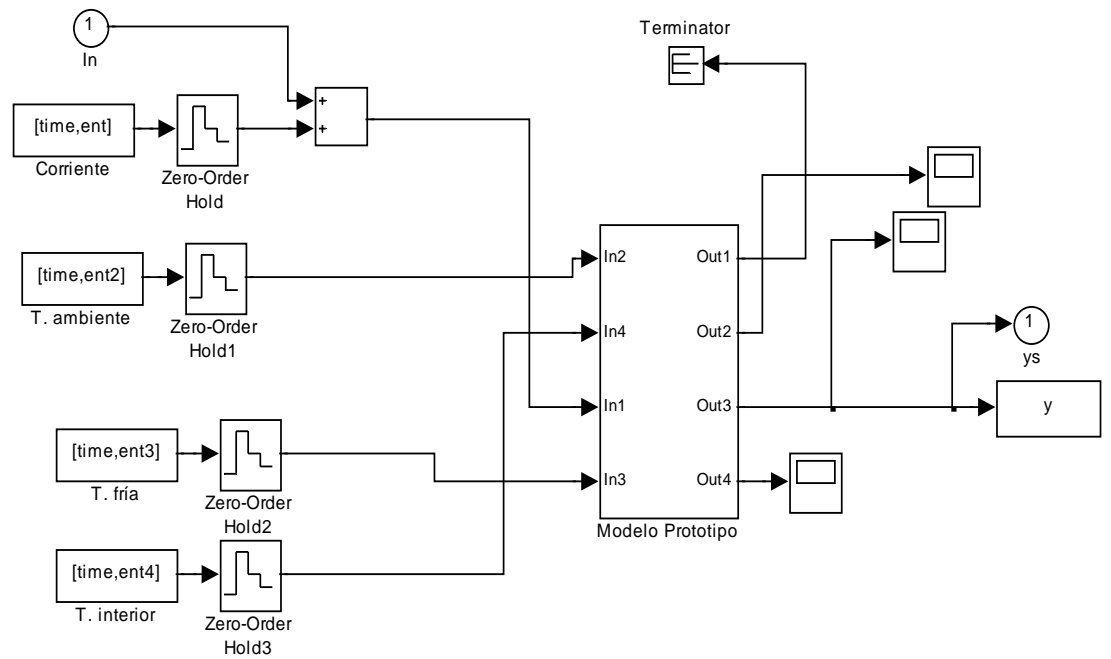 1
In
[time,ent]
Corriente
Zero-Order
Hold
+
+
Terminator
[time,ent2]
T. ambiente
Zero-Order
Hold1
In2
Out1
In4
Out2
In1
Out3
In3
Out4
Modelo Prototipo
1
ys
y
[time,ent3]
T. fría
Zero-Order
Hold2
[time,ent4]
T. interior
Zero-Order
Hold3